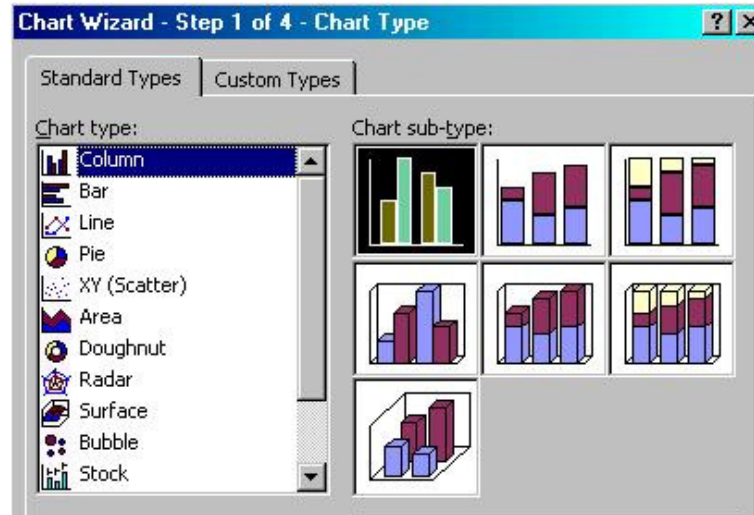 Chart Wizard - Step 1 of 4 - Chart Type
Standard Types
Custom Types
Chart type:
Chart sub-type:
Column
Bar
Line
Pie
XY (Scatter)
Area
Doughnut
Radar
Surface
Bubble
Stock